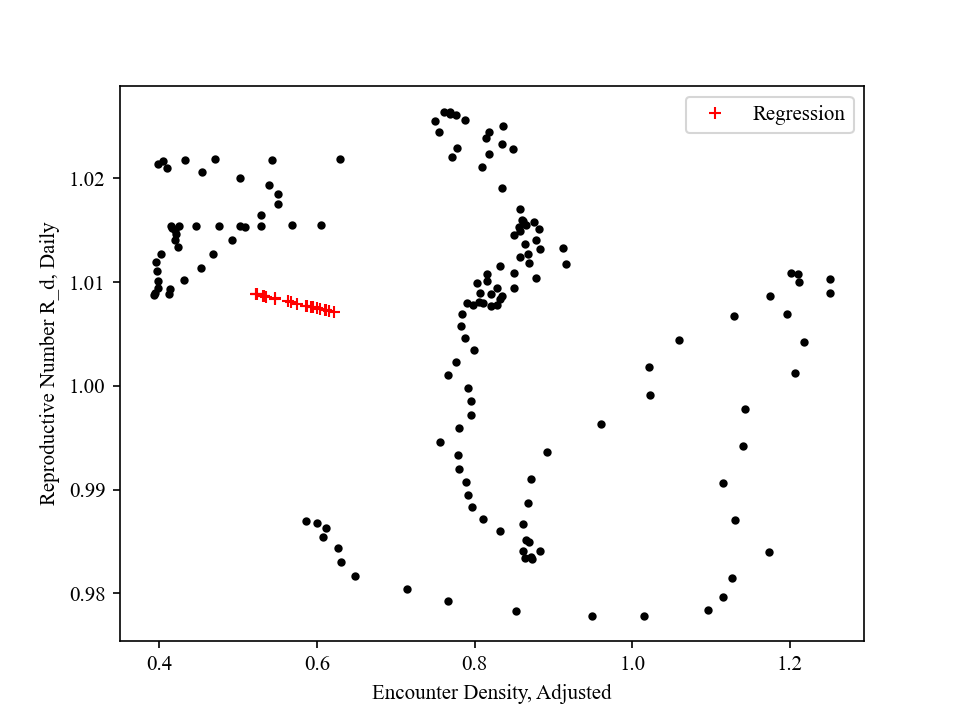 Regression
1.02
1.01
1.00
0.99
0.98
Reproductive Number R_d, Daily
0.4 0.6 0.8 1.0 1.2
Encounter Density, Adjusted